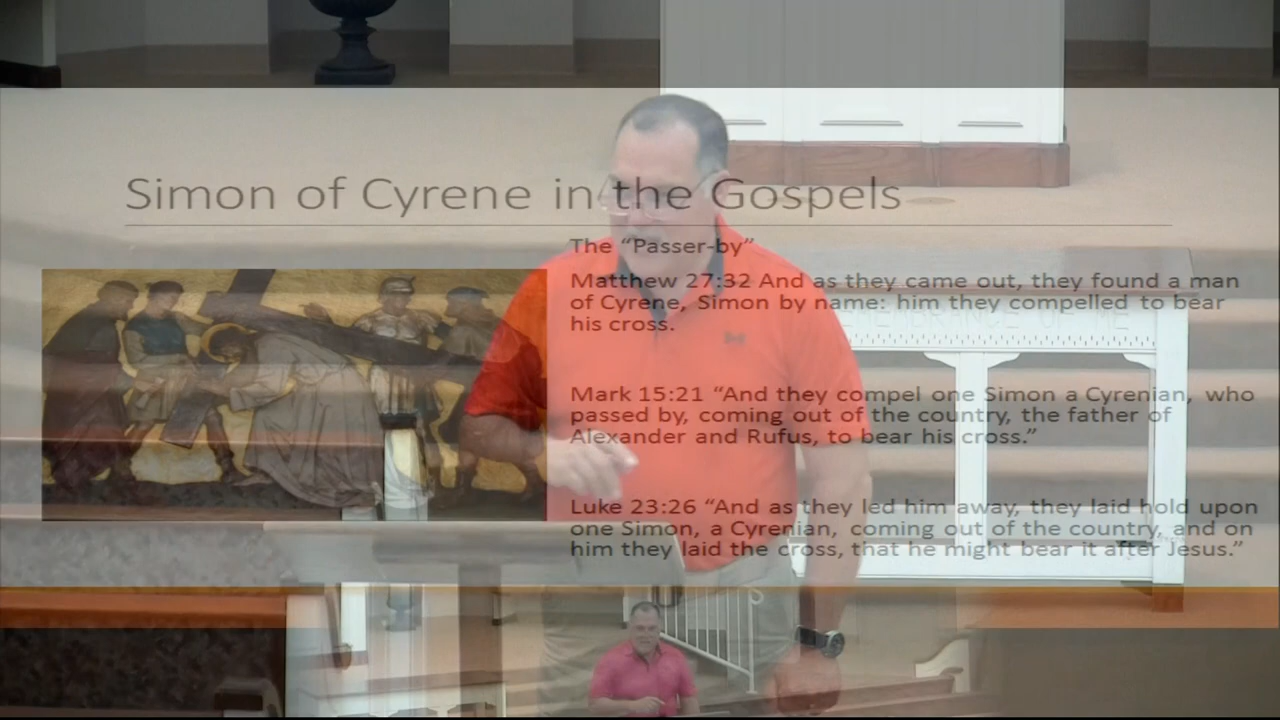 Simon of Cyrene in the Gospels
The “Passer-by”
Matthew 27:32 And as they came out, they found a man
of Cyrene, Simon by name: him they compelled to bear
his cross.
Mark 15:21 “And they compel one Simon a Cyrenian, who
passed by, coming out of the country, the father of
Alexander and Rufus, to bear his cross.”
Luke 23:26 “And as they led him away, they laid hold upon
one Simon, a Cyrenian, coming out of the country, and on
him they laid the cross, that he might bear it after Jesus.”
REMEMBRANCE OF ME